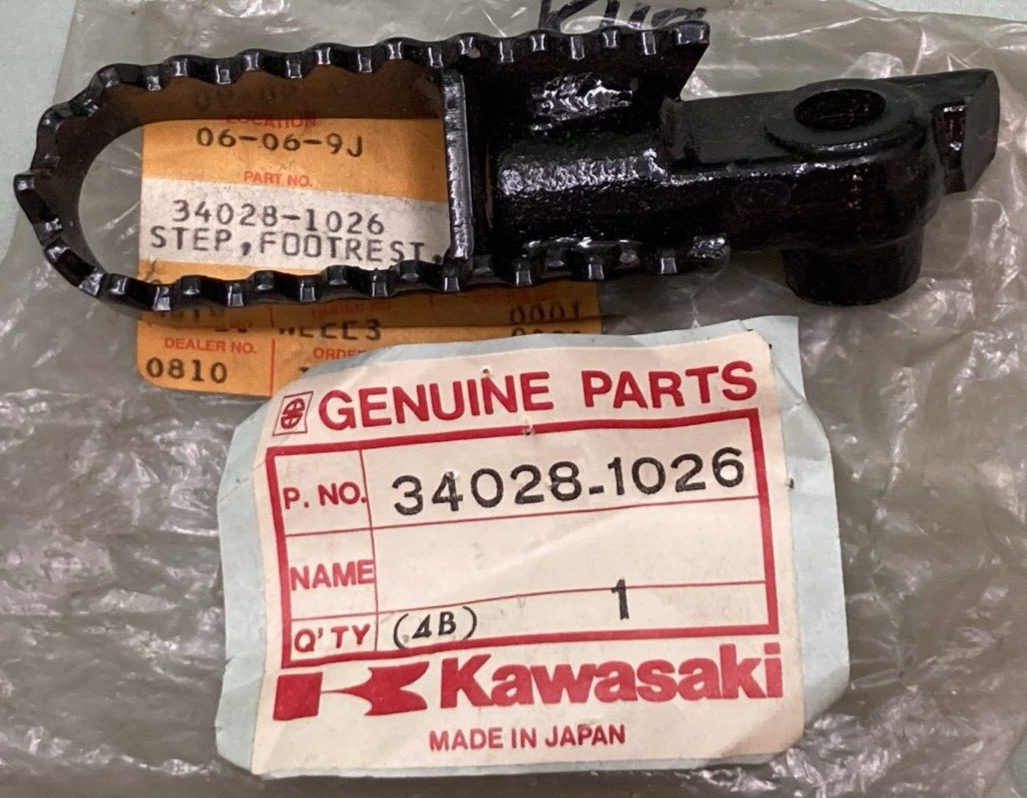 LOCATION
06-06-9J
PART NO.
34028-1026
STEP, FOOTREST.
0001
DEALER NO.
0810
GENUINE PARTS
P. NO. 34028-1026
NAME
Q'TY (4B) 1
Kawasaki
MADE IN JAPAN